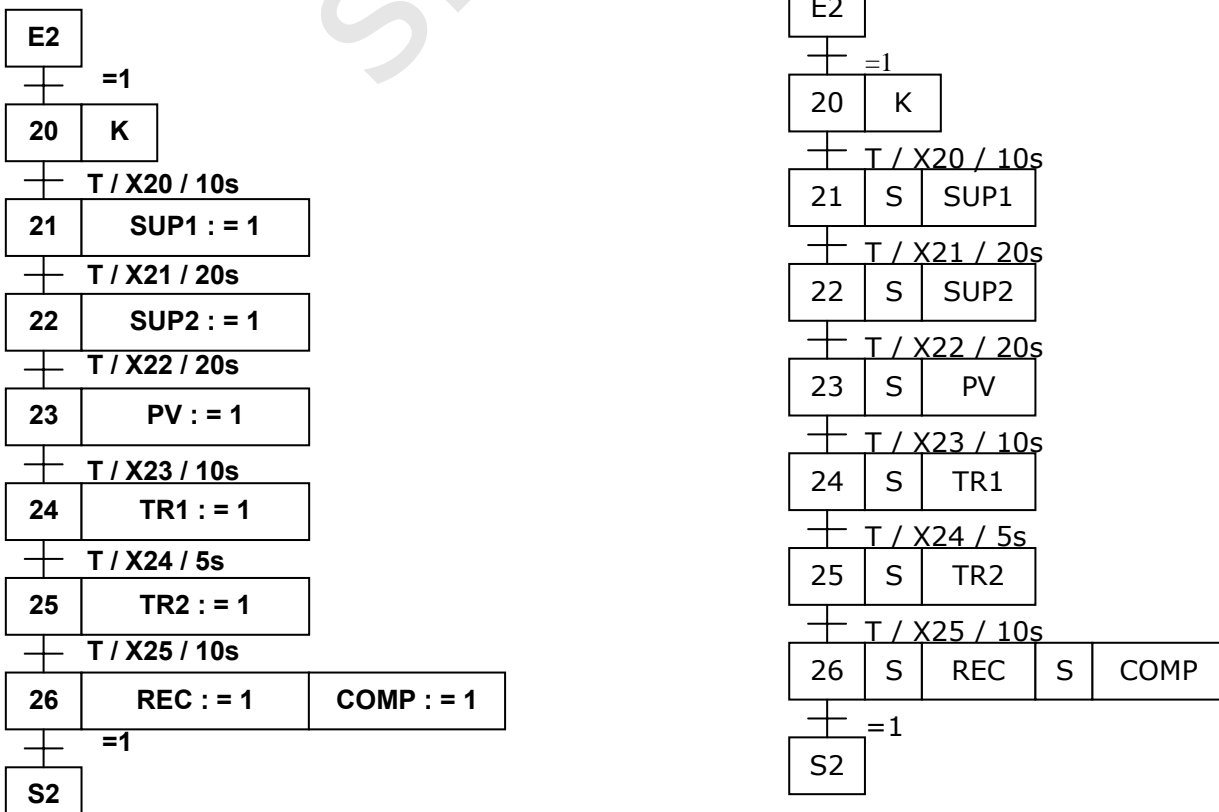 E2
=1
20 K
T / X20 / 10s
21 SUP1 : = 1
T / X21 / 20s
22 SUP2 : = 1
T / X22 / 20s
23 PV : = 1
T / X23 / 10s
24 TR1 : = 1
T / X24 / 5s
25 TR2 : = 1
T / X25 / 10s
26 REC : = 1 COMP : = 1
=1
S2
E2
=1
20 K
T / X20 / 10s
21 S SUP1
T / X21 / 20s
22 S SUP2
T / X22 / 20s
23 S PV
T / X23 / 10s
24 S TR1
T / X24 / 5s
25 S TR2
T / X25 / 10s
26 S REC S COMP
=1
S2